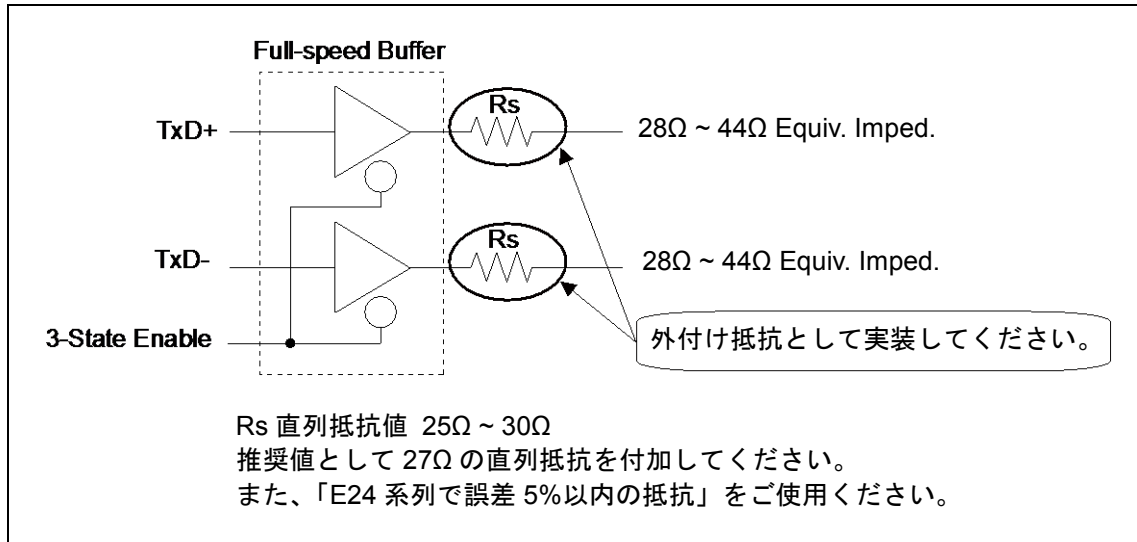 Full-speed Buffer
TxD+
Rs
28Ω ~ 44Ω Equiv. Imped.
TxD-
Rs
28Ω ~ 44Ω Equiv. Imped.
3-State Enable
外付け抵抗として実装してください。
Rs 直列抵抗値 25Ω ~ 30Ω
推奨値として 27Ω の直列抵抗を付加してください。
また、「E24 系列で誤差 5%以内の抵抗」をご使用ください。